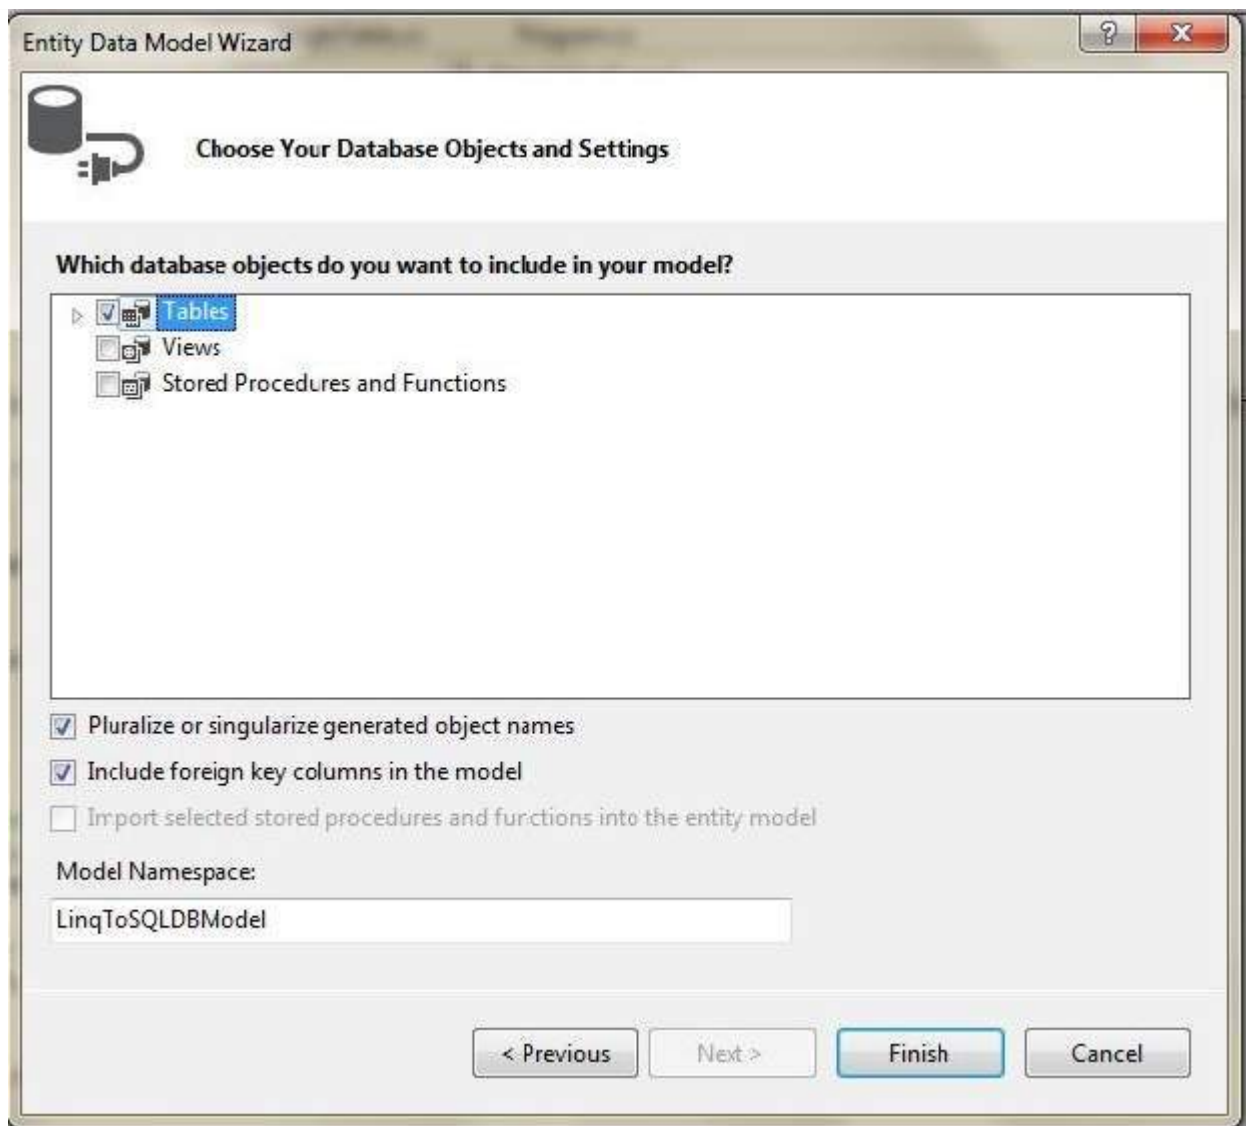 Entity Data Model Wizard
?
Choose Your Database Objects and Settings
Which database objects do you want to include in your model?
Tables
Views
Stored Procedures and Functions
Pluralize or singularize generated object names
Include foreign key columns in the model
Import selected stored procedures and functions into the entity model
Model Namespace:
LinqToSQLDBModel
< Previous Next > Finish Cancel